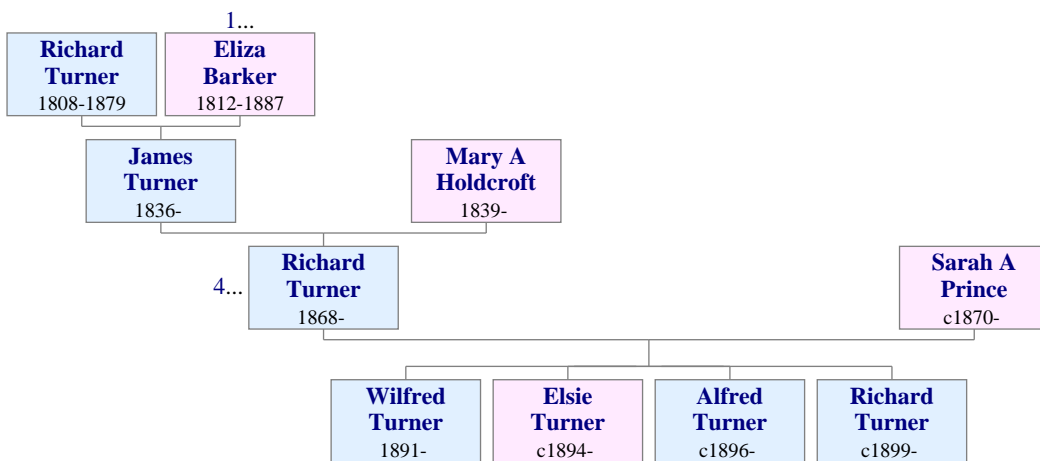 1...
Richard
Turner
1808-1879
Eliza
Barker
1812-1887
James
Turner
1836-
Mary A
Holdcroft
1839-
4...
Richard
Turner
1868-
Sarah A
Prince
c1870-
Wilfred
Turner
1891-
Elsie
Turner
c1894-
Alfred
Turner
c1896-
Richard
Turner
c1899-